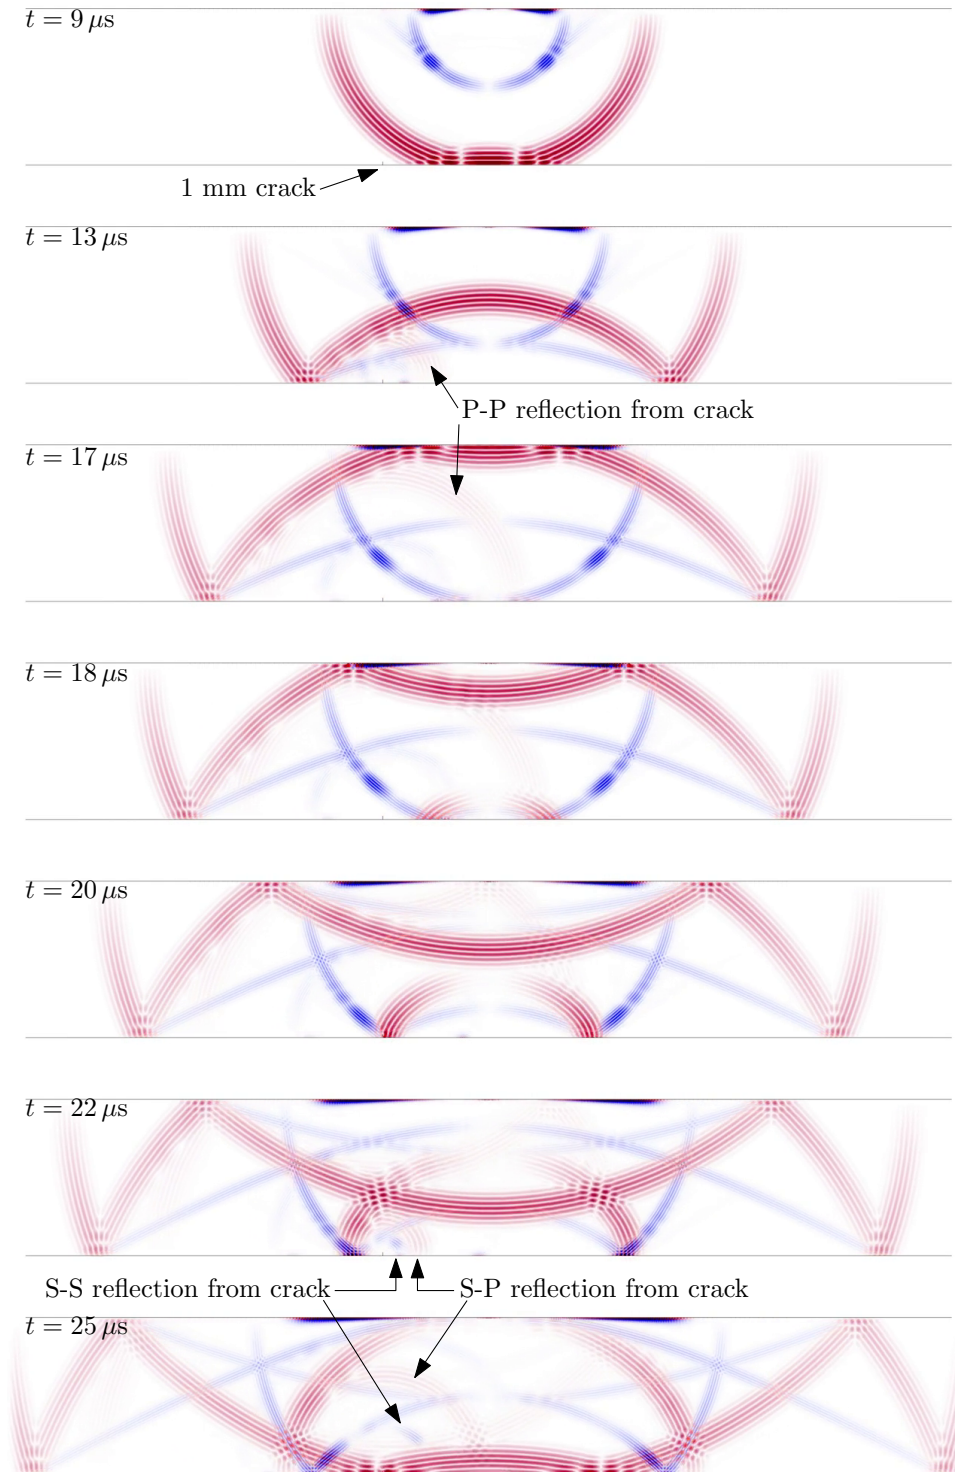 t = 9 μs
1 mm crack
t = 13 μs
P-P reflection from crack
t = 17 μs
t = 18 μs
t = 20 μs
t = 22 μs
S-S reflection from crack
S-P reflection from crack
t = 25 μs